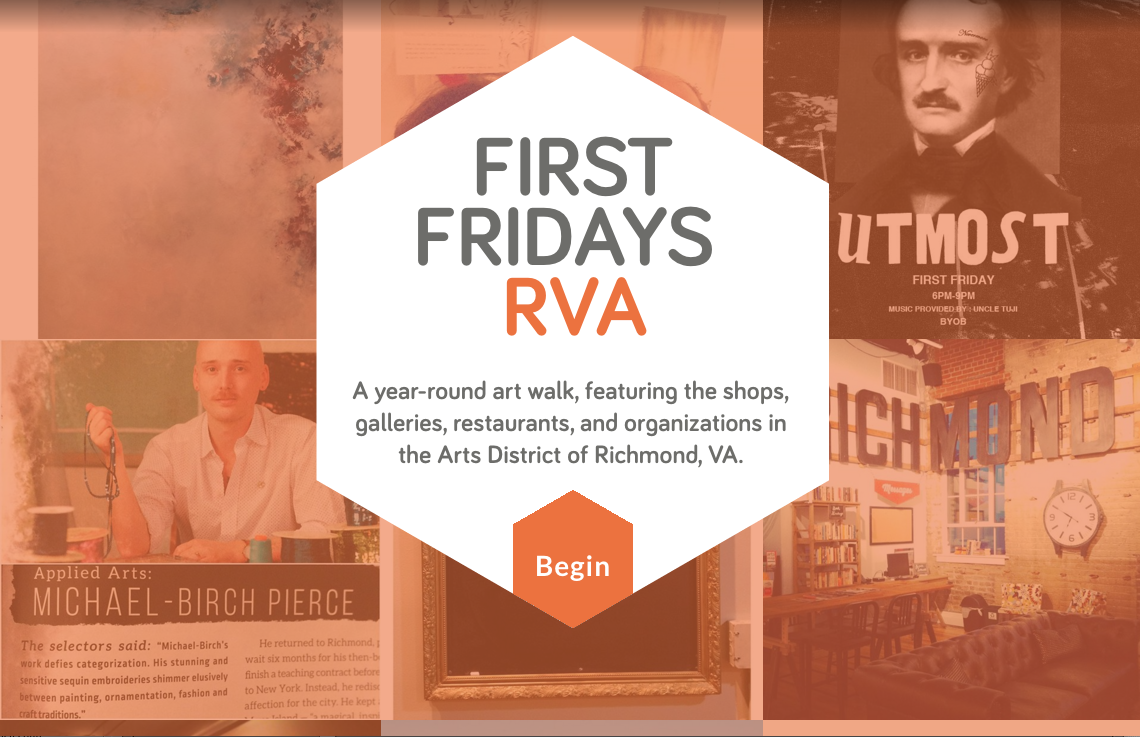 FIRST
FRIDAYS
RVA
A year-round art walk, featuring the shops,
galleries, restaurants, and organizations in
the Arts District of Richmond, VA.
Begin
UTMOST
FIRST FRIDAY
6PM-9PM
MUSIC PROVIDED BY : UNCLE TUJI
BYOB
RICHMOND
Applied Arts:
MICHAEL-BIRCH PIERCE
The selectors said: "Michael-Birch's
work defies categorization. His stunning and
sensitive sequin embroideries shimmer elusively
between painting, ornamentation, fashion and
craft traditions."
He returned to Richmond,
wait six months for his then-b
finish a teaching contract before
to New York. Instead, he redisc
affection for the city. He kept